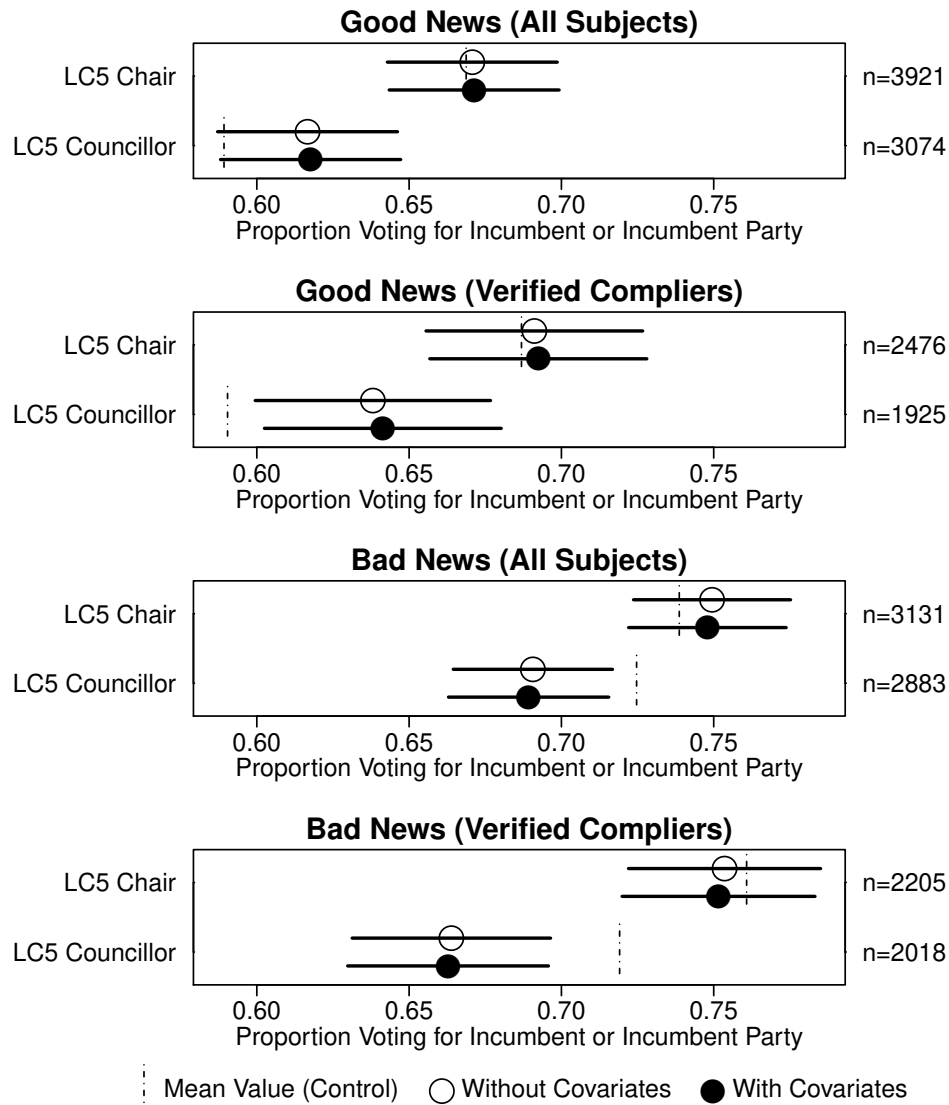 Good News (All Subjects)
LC5 Chair
n=3921
LC5 Councillor
n=3074
0.60 0.65 0.70 0.75
Proportion Voting for Incumbent or Incumbent Party
Good News (Verified Compliers)
LC5 Chair
n=2476
LC5 Councillor
n=1925
0.60 0.65 0.70 0.75
Proportion Voting for Incumbent or Incumbent Party
Bad News (All Subjects)
LC5 Chair
n=3131
LC5 Councillor
n=2883
0.60 0.65 0.70 0.75
Proportion Voting for Incumbent or Incumbent Party
Bad News (Verified Compliers)
LC5 Chair
n=2205
LC5 Councillor
n=2018
0.60 0.65 0.70 0.75
Proportion Voting for Incumbent or Incumbent Party
Mean Value (Control) Without Covariates With Covariates